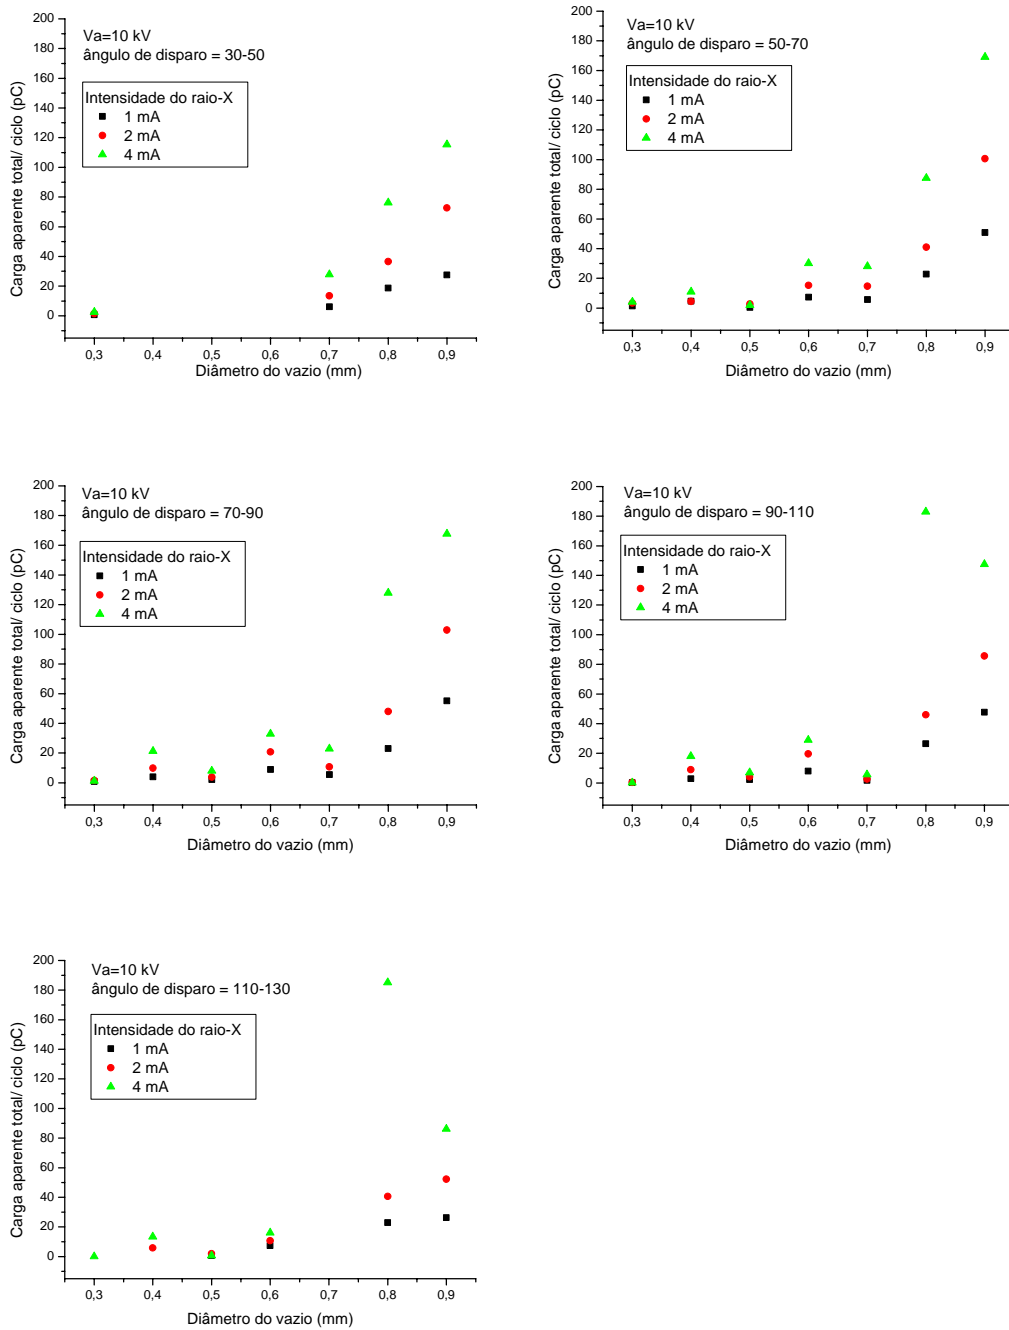 Va=10 kV
ângulo de disparo = 30-50
Intensidade do raio-X
1 mA
2 mA
4 mA
Carga aparente total/ ciclo (pC)
200
180
160
140
120
100
80
60
40
20
0
0,3 0,4 0,5 0,6 0,7 0,8 0,9
Diâmetro do vazio (mm)
Va=10 kV
ângulo de disparo = 50-70
Intensidade do raio-X
1 mA
2 mA
4 mA
Carga aparente total/ ciclo (pC)
200
180
160
140
120
100
80
60
40
20
0
0,3 0,4 0,5 0,6 0,7 0,8 0,9
Diâmetro do vazio (mm)
Va=10 kV
ângulo de disparo = 70-90
Intensidade do raio-X
1 mA
2 mA
4 mA
Carga aparente total/ ciclo (pC)
200
180
160
140
120
100
80
60
40
20
0
0,3 0,4 0,5 0,6 0,7 0,8 0,9
Diâmetro do vazio (mm)
Va=10 kV
ângulo de disparo = 90-110
Intensidade do raio-X
1 mA
2 mA
4 mA
Carga aparente total/ ciclo (pC)
200
180
160
140
120
100
80
60
40
20
0
0,3 0,4 0,5 0,6 0,7 0,8 0,9
Diâmetro do vazio (mm)
Va=10 kV
ângulo de disparo = 110-130
Intensidade do raio-X
1 mA
2 mA
4 mA
Carga aparente total/ ciclo (pC)
200
180
160
140
120
100
80
60
40
20
0
0,3 0,4 0,5 0,6 0,7 0,8 0,9
Diâmetro do vazio (mm)